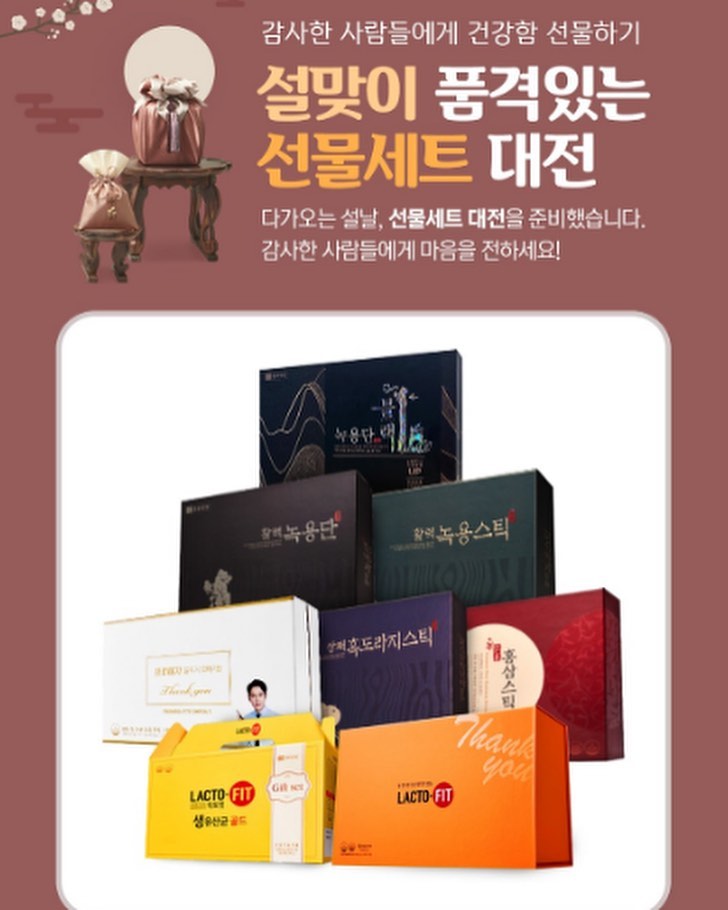 감사한 사람들에게 건강함 선물하기
설맞이 품격있는
선물세트 대전
다가오는 설날, 선물세트 대전을 준비했습니다.
감사한 사람들에게 마음을 전하세요!
녹용단
블랙
활력 녹용단
활력 녹용스틱
Thank you
흑도라지스틱
홍삼스틱
LACTO-FIT
LACTO-FIT
생유산균 골드
Gift set
Thank
you
LACTO-FIT